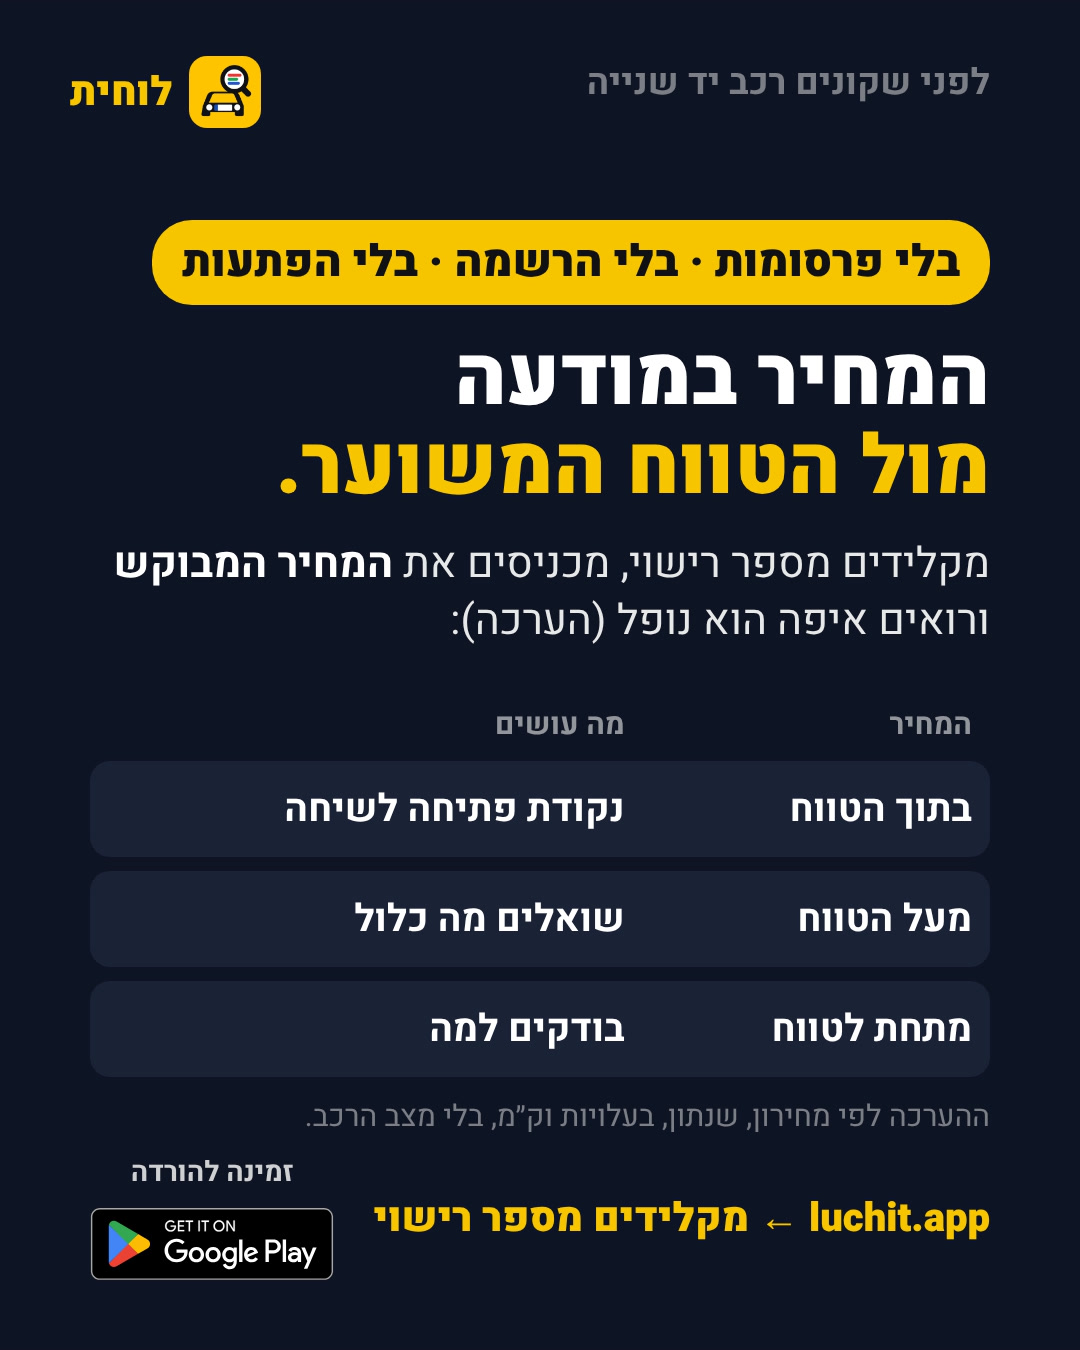 לפני שקונים רכב יד שנייה
לוחית
בלי פרסומות · בלי הרשמה · בלי הפתעות
המחיר במודעה
מול הטווח המשוער.
מקלידים מספר רישוי, מכניסים את המחיר המבוקש
ורואים איפה הוא נופל (הערכה):
המחיר מה עושים
בתוך הטווח נקודת פתיחה לשיחה
מעל הטווח שואלים מה כלול
מתחת לטווח בודקים למה
ההערכה לפי מחירון, שנתון, בעלויות וק״מ, בלי מצב הרכב.
luchit.app ← מקלידים מספר רישוי
זמינה להורדה
GET IT ON
Google Play